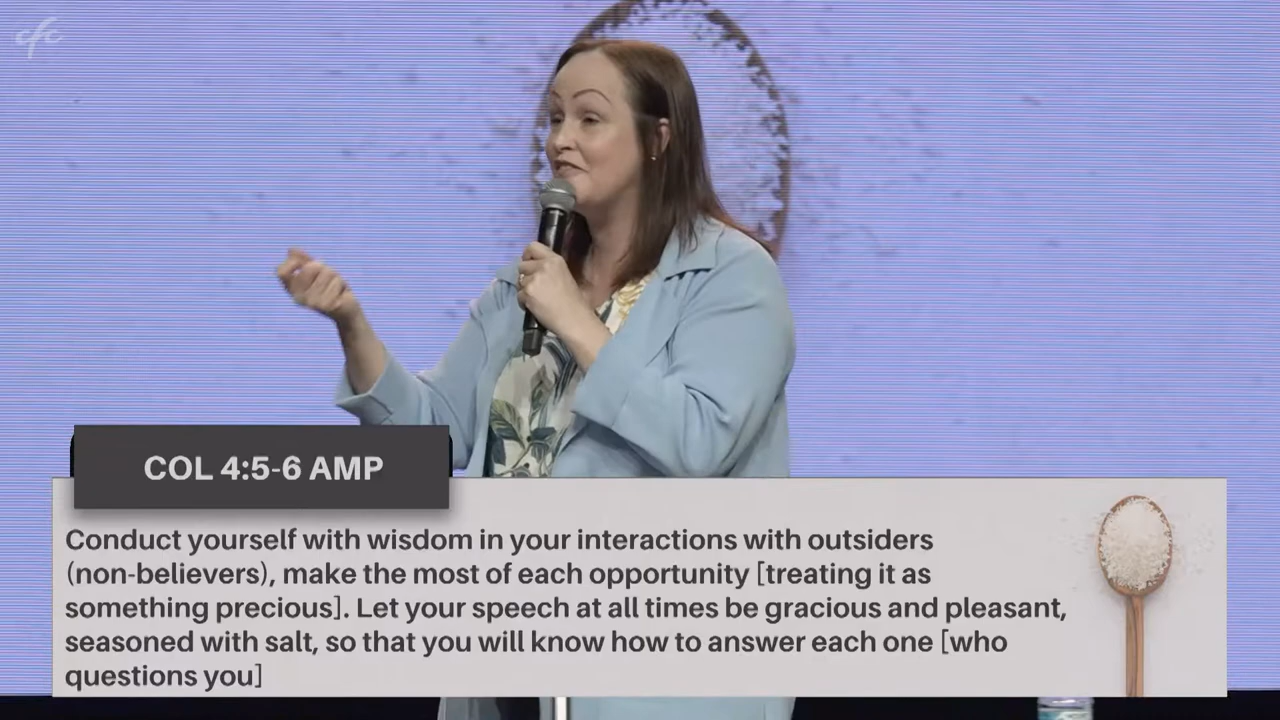 cfc
COL 4:5-6 AMP
Conduct yourself with wisdom in your interactions with outsiders
(non-believers), make the most of each opportunity [treating it as
something precious]. Let your speech at all times be gracious and pleasant,
seasoned with salt, so that you will know how to answer each one [who
questions you]